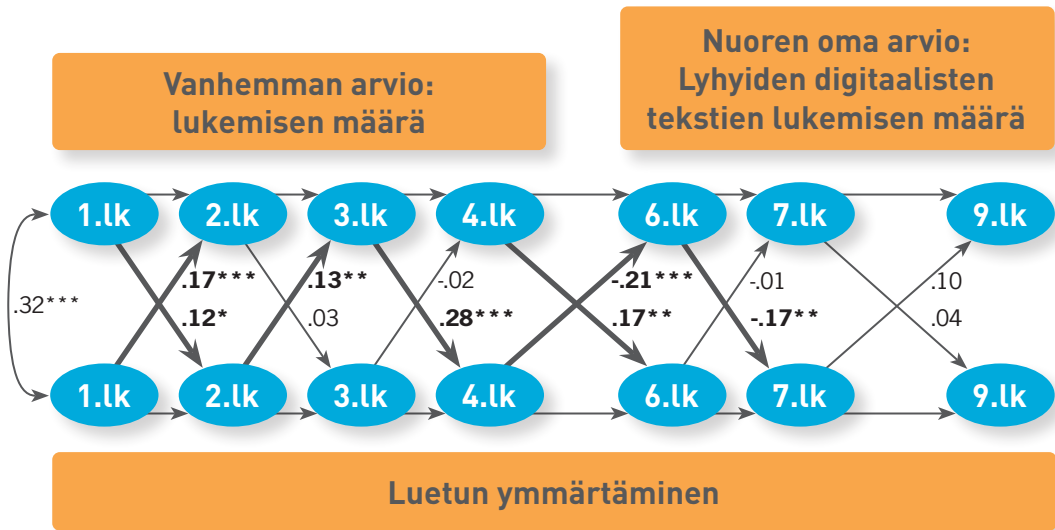 Vanhemman arvio:
lukemisen määrä
Nuoren oma arvio:
Lyhyiden digitaalisten
tekstien lukemisen määrä
1.lk 2.lk 3.lk 4.lk 6.lk 7.lk 9.lk
.17*** .13** -.02 -.21*** -.01 .10
.32***
.12* .03 .28*** .17** -.17** .04
1.lk 2.lk 3.lk 4.lk 6.lk 7.lk 9.lk
Luetun ymmärtäminen